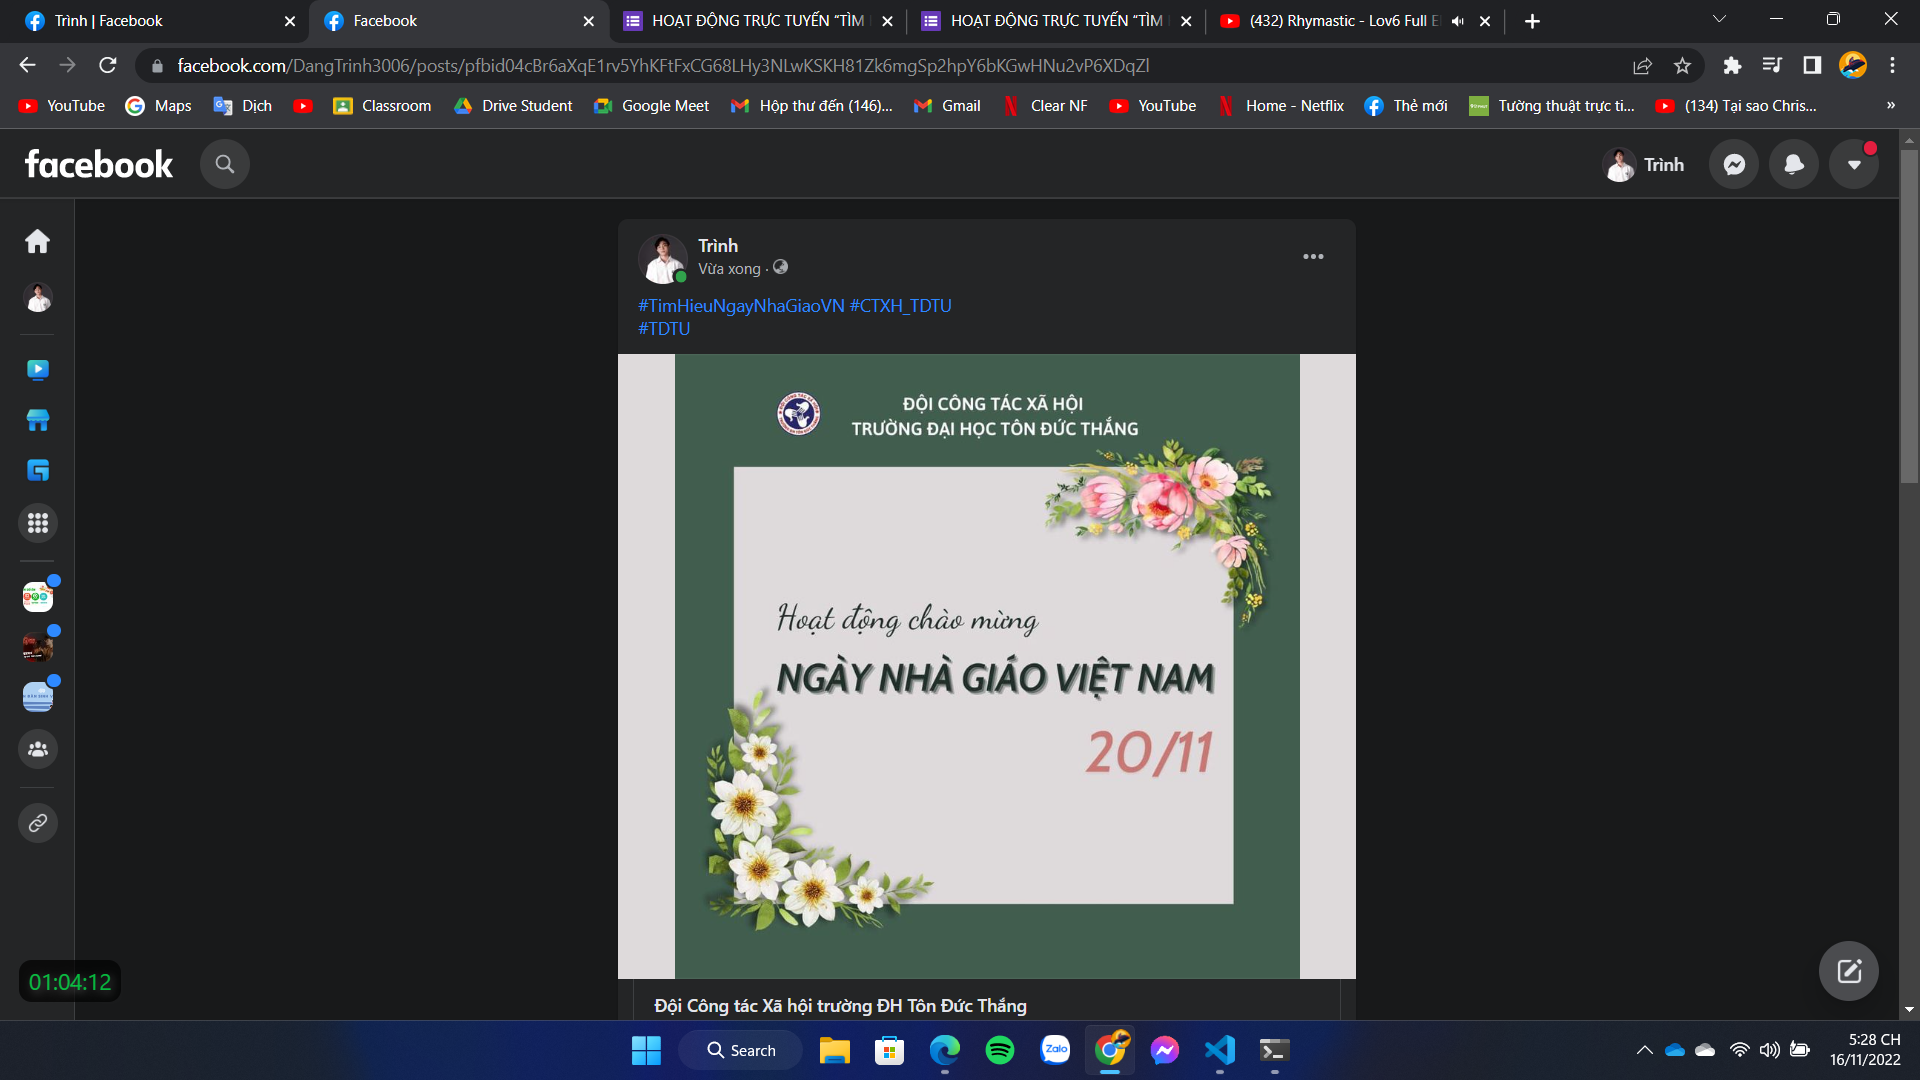 Trình | Facebook
Facebook
HOẠT ĐỘNG TRỰC TUYẾN “TÌM
HOẠT ĐỘNG TRỰC TUYẾN “TÌM
(432) Rhymastic - Lov6 Full E
facebook.com/DangTrinh3006/posts/pfbid04cBr6aXqE1rv5YhKFtFxCG68LHy3NLwKSKH81Zk6mgSp2hpY6bKGwHNu2vP6XDqZl
YouTube
Maps
Dịch
Classroom
Drive Student
Google Meet
Hộp thư đến (146)...
Gmail
Clear NF
YouTube
Home - Netflix
Thẻ mới
Tường thuật trực ti...
(134) Tại sao Chris...
»
facebook
Trình
Trình
Vừa xong ·
#TimHieuNgayNhaGiaoVN #CTXH_TDTU
#TDTU
ĐỘI CÔNG TÁC XÃ HỘI
TRƯỜNG ĐẠI HỌC TÔN ĐỨC THẮNG
Hoạt động chào mừng
NGÀY NHÀ GIÁO VIỆT NAM
20/11
Đội Công tác Xã hội trường ĐH Tôn Đức Thắng
01:04:12
Search
Zalo
5:28 CH
16/11/2022